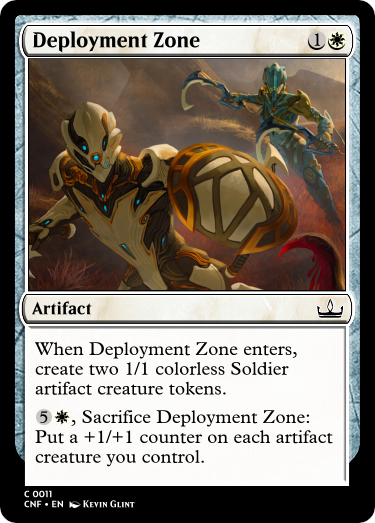 Deployment Zone 1
Artifact
When Deployment Zone enters,
create two 1/1 colorless Soldier
artifact creature tokens.
5, Sacrifice Deployment Zone:
Put a +1/+1 counter on each artifact
creature you control.
C 0011
CNF • EN Kevin Glint